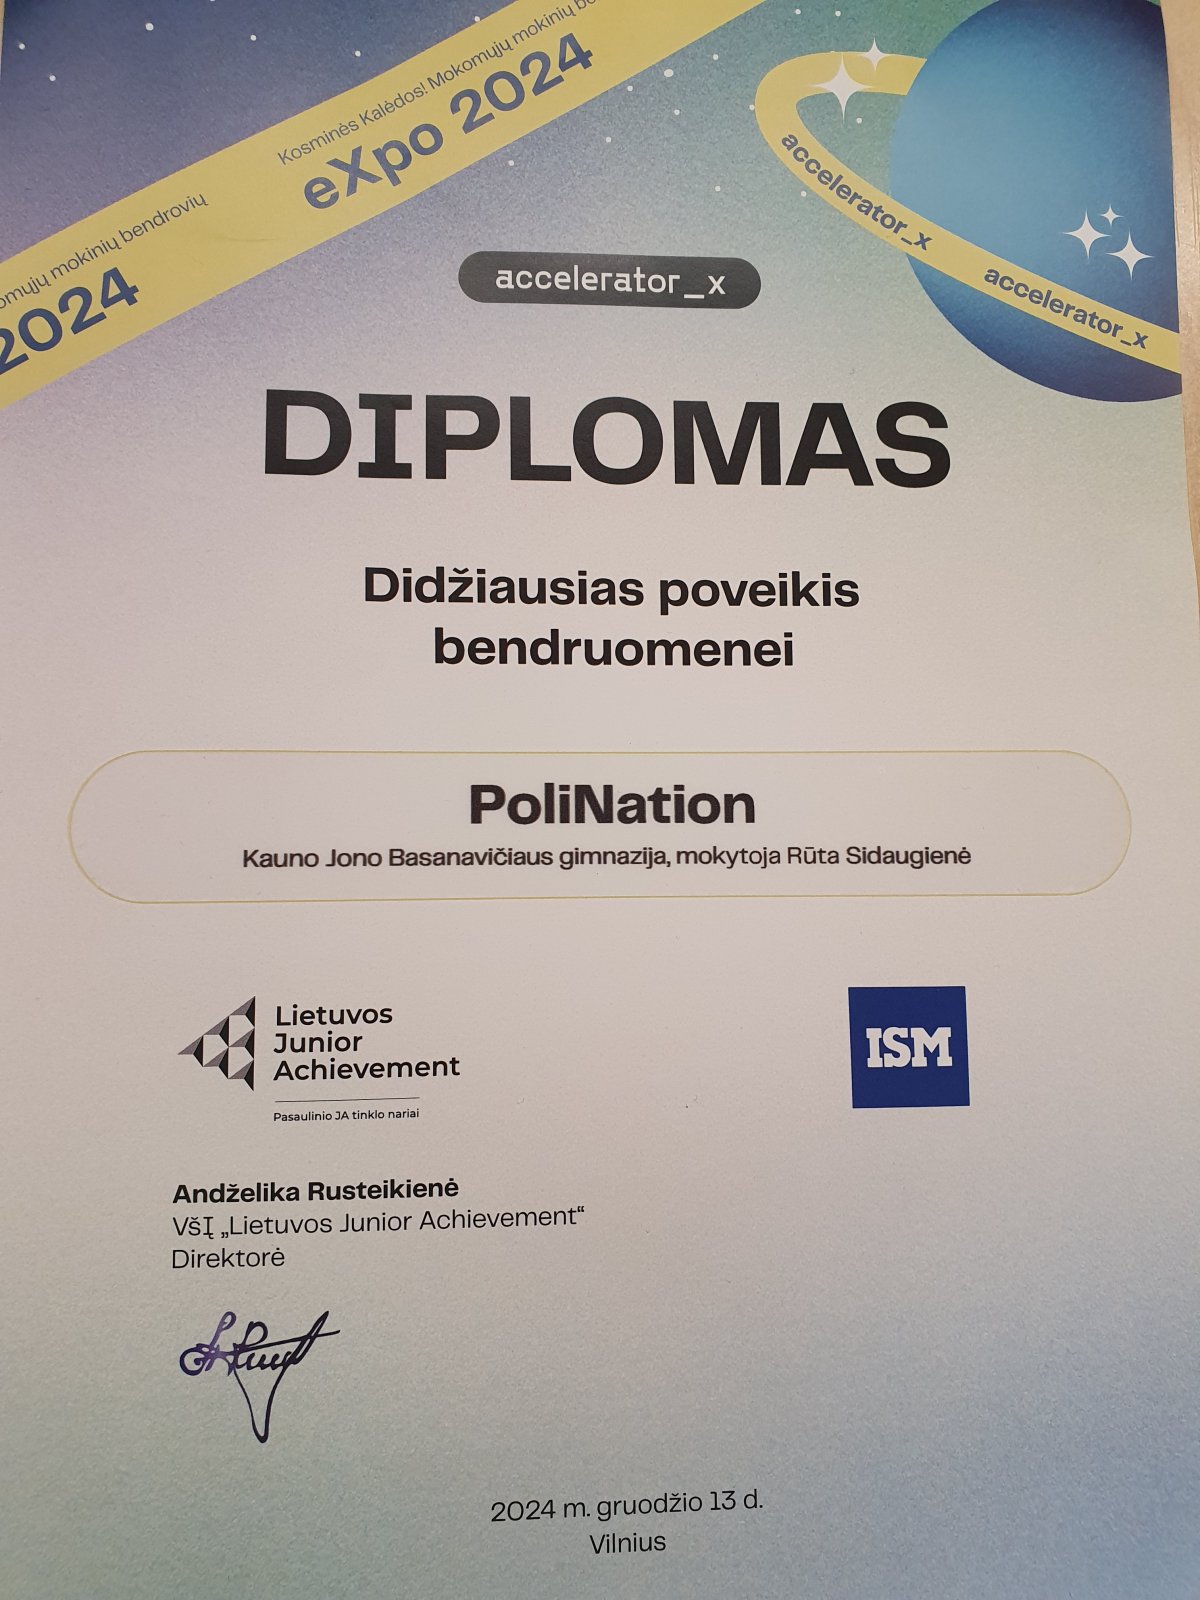 Kosminės Kalėdos! Mokomųjų mokinių
eXpo 2024
mokinių bendrovių
2024
accelerator_x
accelerator_x
accelerator_x
DIPLOMAS
Didžiausias poveikis
bendruomenei
PoliNation
Kauno Jono Basanavičiaus gimnazija, mokytoja Rūta Sidaugienė
Lietuvos
Junior
Achievement
Pasaulinio JA tinklo nariai
ISM
Andželika Rusteikienė
VšĮ „Lietuvos Junior Achievement“
Direktorė
2024 m. gruodžio 13 d.
Vilnius